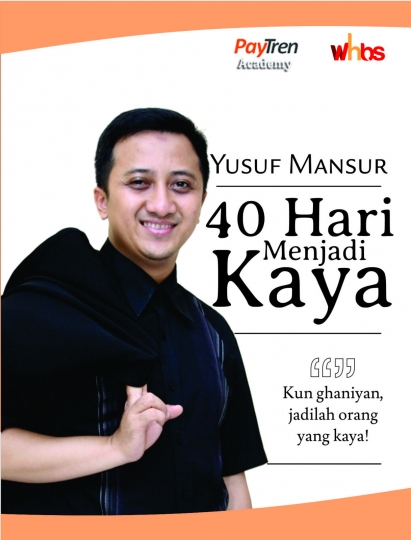 PayTren
Academy
whbs
YUSUF MANSUR
40 Hari
Menjadi
Kaya
“”
Kun ghaniyan,
jadilah orang
yang kaya!